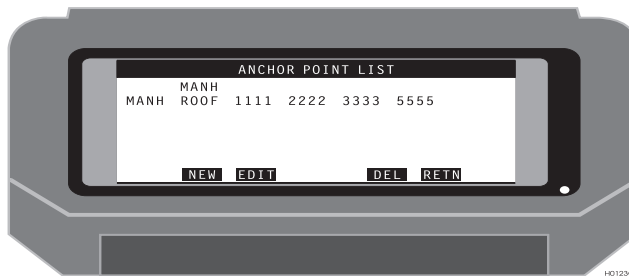 ANCHOR POINT LIST
MANH
MANH ROOF 1111 2222 3333 5555
NEW EDIT DEL RETN